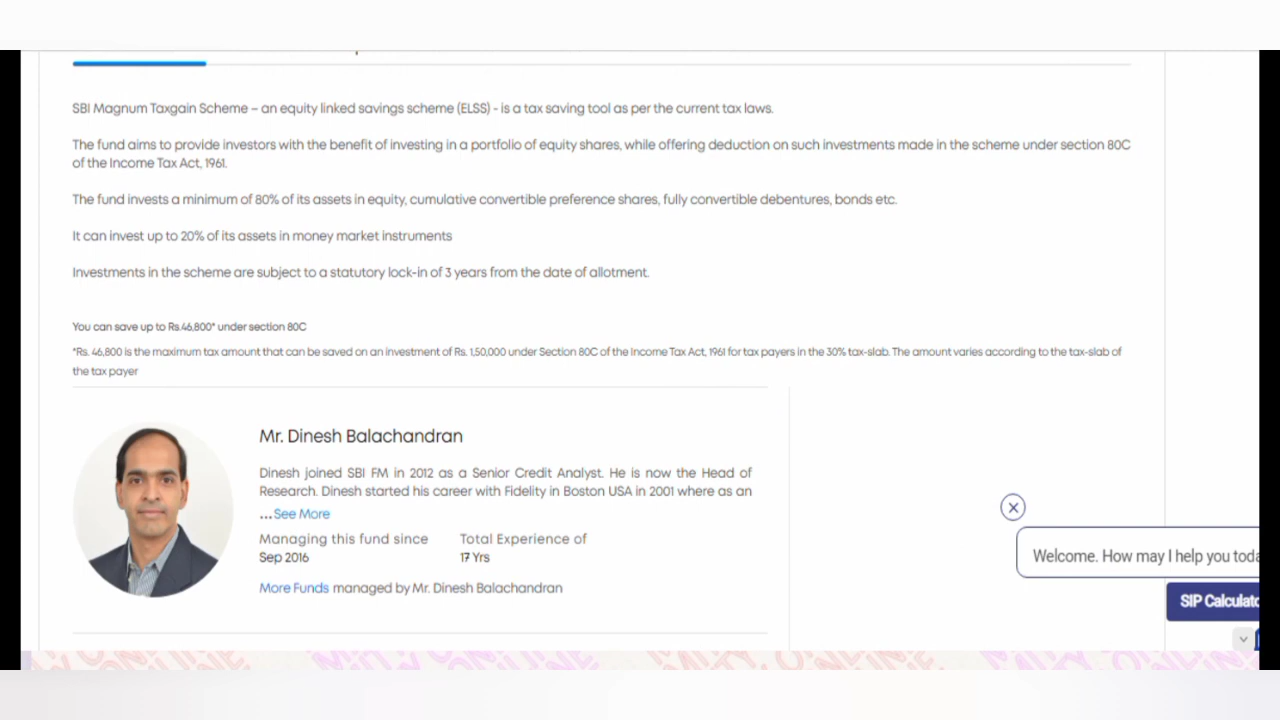 SBI Magnum Taxgain Scheme – an equity linked savings scheme (ELSS) - is a tax saving tool as per the current tax laws.
The fund aims to provide investors with the benefit of investing in a portfolio of equity shares, while offering deduction on such investments made in the scheme under section 80C
of the Income Tax Act, 1961.
The fund invests a minimum of 80% of its assets in equity, cumulative convertible preference shares, fully convertible debentures, bonds etc.
It can invest up to 20% of its assets in money market instruments
Investments in the scheme are subject to a statutory lock-in of 3 years from the date of allotment.
You can save up to Rs.46,800* under section 80C
*Rs. 46,800 is the maximum tax amount that can be saved on an investment of Rs. 1,50,000 under Section 80C of the Income Tax Act, 1961 for tax payers in the 30% tax-slab. The amount varies according to the tax-slab of
the tax payer
Mr. Dinesh Balachandran
Dinesh joined SBI FM in 2012 as a Senior Credit Analyst. He is now the Head of
Research. Dinesh started his career with Fidelity in Boston USA in 2001 where as an
...See More
Managing this fund since Total Experience of
Sep 2016 17 Yrs
More Funds managed by Mr. Dinesh Balachandran
Welcome. How may I help you toda
SIP Calculato